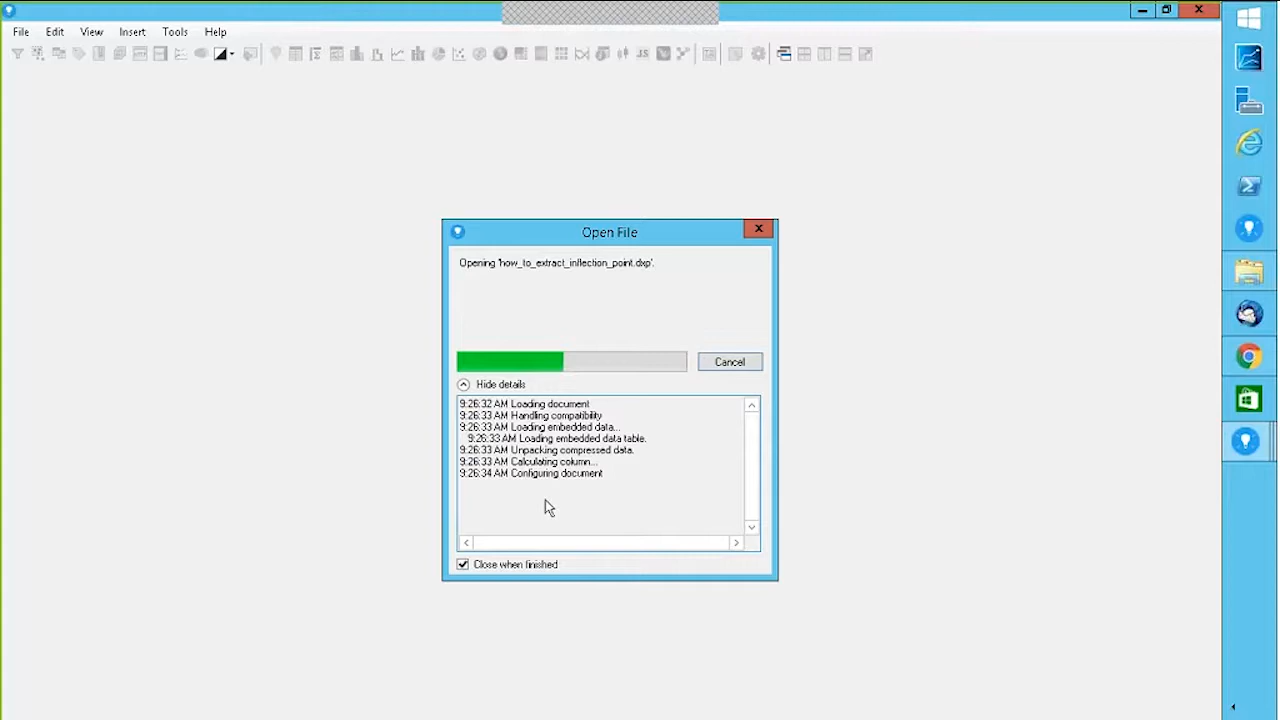 File Edit View Insert Tools Help
JS
Open File
Opening 'how_to_extract_inflection_point.dxp'.
Cancel
Hide details
9:26:32 AM Loading document
9:26:33 AM Handling compatibility
9:26:33 AM Loading embedded data...
9:26:33 AM Loading embedded data table.
9:26:33 AM Unpacking compressed data.
9:26:33 AM Calculating column...
9:26:34 AM Configuring document
Close when finished